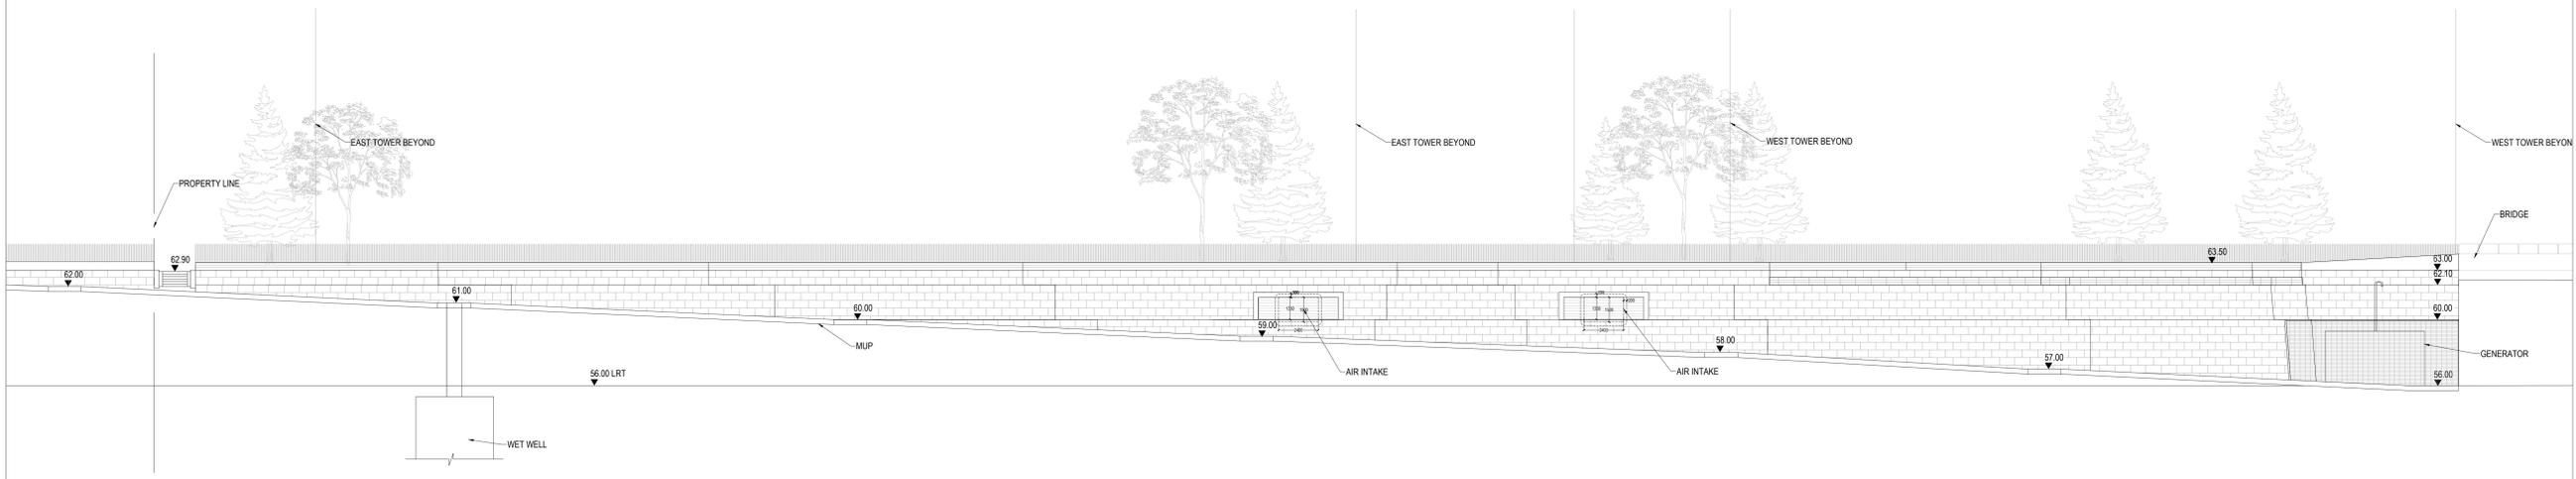 EAST TOWER BEYOND
EAST TOWER BEYOND
WEST TOWER BEYOND
WEST TOWER BEYON
PROPERTY LINE
BRIDGE
62.90
62.00
63.50
63.00
62.10
61.00
60.00
60.00
59.00
58.00
57.00
56.00
MUP
AIR INTAKE
AIR INTAKE
GENERATOR
56.00 LRT
WET WELL